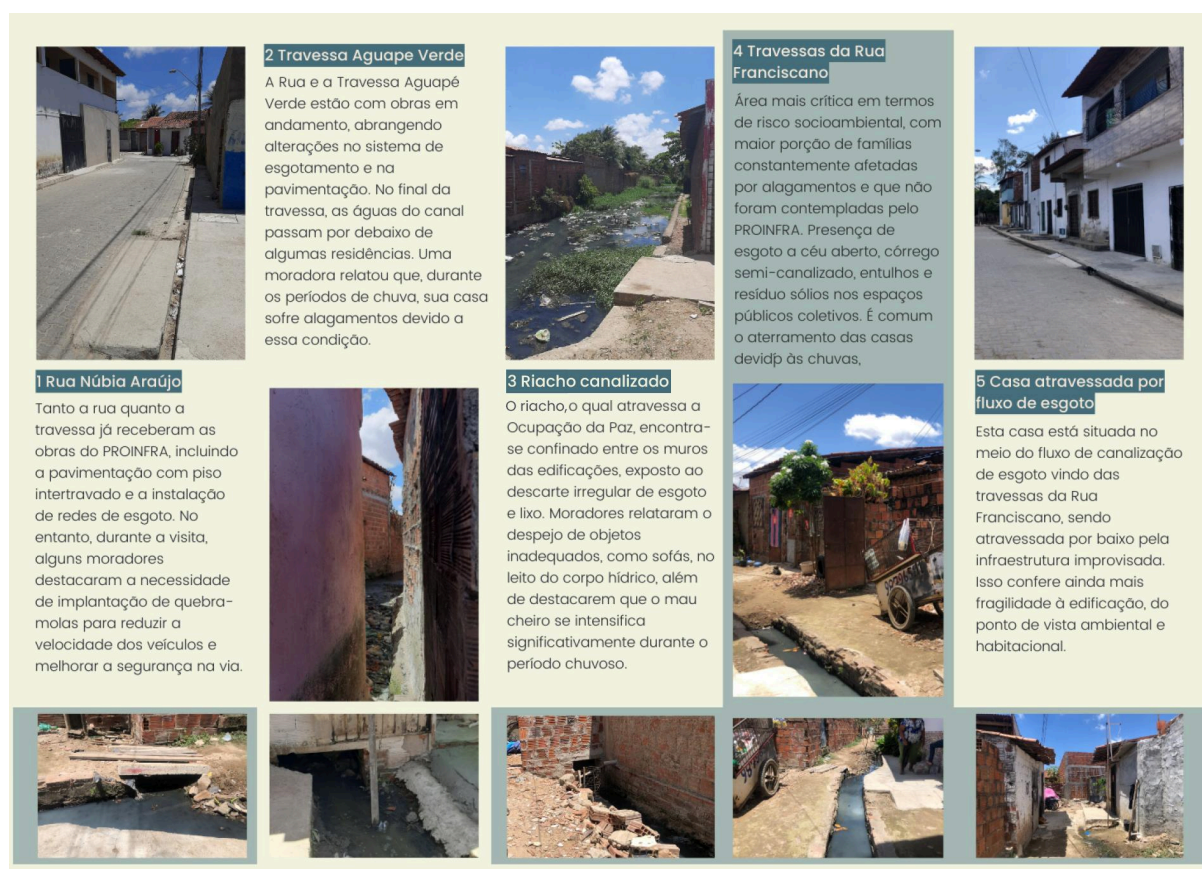 1 Rua Núbia Araújo
Tanto a rua quanto a
travessa já receberam as
obras do PROINFRA, incluindo
a pavimentação com piso
intertravado e a instalação
de redes de esgoto. No
entanto, durante a visita,
alguns moradores
destacaram a necessidade
de implantação de quebra-
molas para reduzir a
velocidade dos veículos e
melhorar a segurança na via.
2 Travessa Aguape Verde
A Rua e a Travessa Aguapé
Verde estão com obras em
andamento, abrangendo
alterações no sistema de
esgotamento e na
pavimentação. No final da
travessa, as águas do canal
passam por debaixo de
algumas residências. Uma
moradora relatou que, durante
os períodos de chuva, sua casa
sofre alagamentos devido a
essa condição.
3 Riacho canalizado
O riacho,o qual atravessa a
Ocupação da Paz, encontra-
se confinado entre os muros
das edificações, exposto ao
descarte irregular de esgoto
e lixo. Moradores relataram o
despejo de objetos
inadequados, como sofás, no
leito do corpo hídrico, além
de destacarem que o mau
cheiro se intensifica
significativamente durante o
período chuvoso.
4 Travessas da Rua
Franciscano
Área mais crítica em termos
de risco socioambiental, com
maior porção de famílias
constantemente afetadas
por alagamentos e que não
foram contempladas pelo
PROINFRA. Presença de
esgoto a céu aberto, córrego
semi-canalizado, entulhos e
resíduo sólios nos espaços
públicos coletivos. É comum
o aterramento das casas
devidp às chuvas,
5 Casa atravessada por
fluxo de esgoto
Esta casa está situada no
meio do fluxo de canalização
de esgoto vindo das
travessas da Rua
Franciscano, sendo
atravessada por baixo pela
infraestrutura improvisada.
Isso confere ainda mais
fragilidade à edificação, do
ponto de vista ambiental e
habitacional.